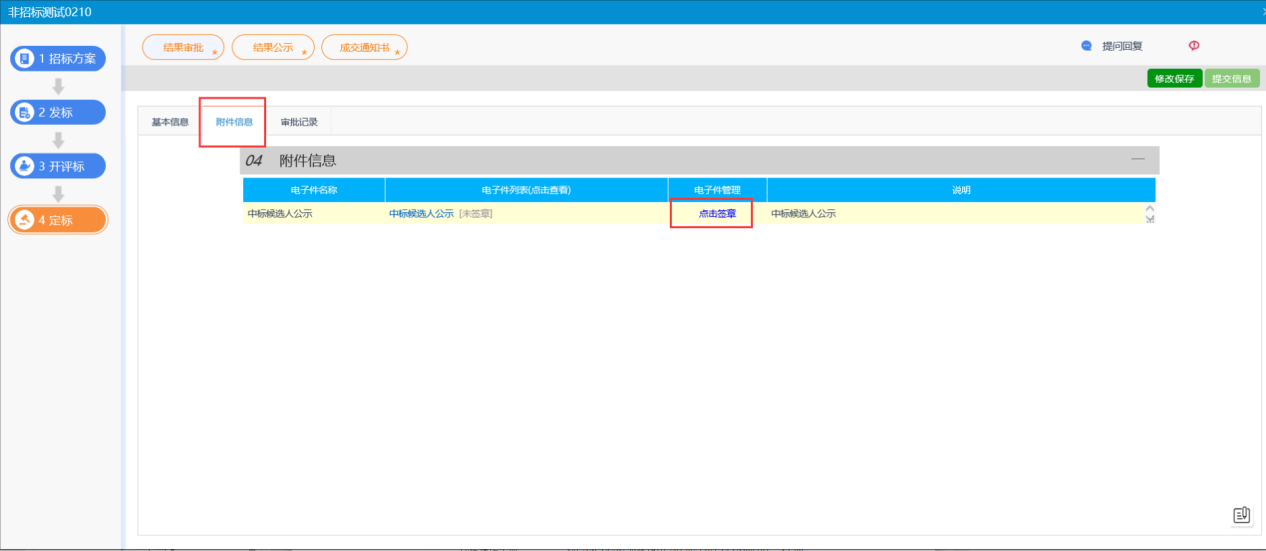 非招标测试0210
1 招标方案
2 发标
3 开评标
4 定标
结果审批 *
结果公示 *
成交通知书 *
提问回复
修改保存
提交信息
基本信息
附件信息
审批记录
04 附件信息
电子件名称
电子件列表(点击查看)
电子件管理
说明
中标候选人公示
中标候选人公示 [未签章]
点击签章
中标候选人公示